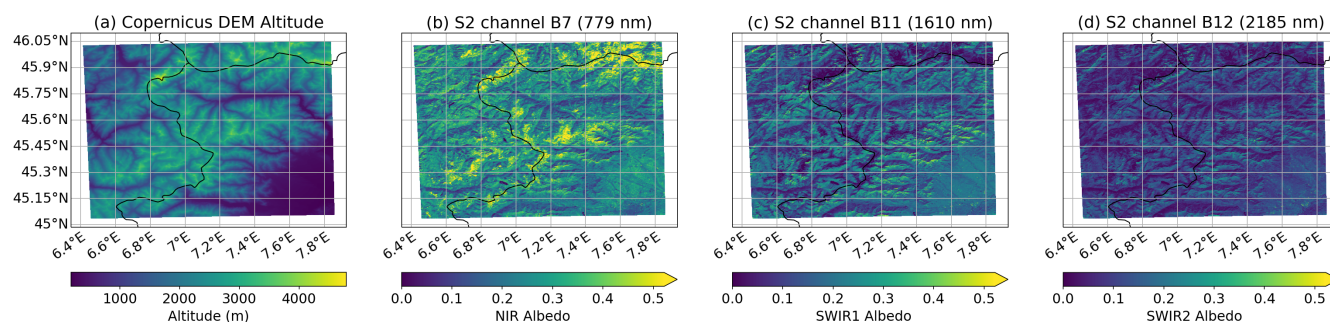 (a) Copernicus DEM Altitude
(b) S2 channel B7 (779 nm)
(c) S2 channel B11 (1610 nm)
(d) S2 channel B12 (2185 nm)
46.05°N
45.9°N
45.75°N
45.6°N
45.45°N
45.3°N
45.15°N
45°N
6.4°E 6.6°E 6.8°E 7°E 7.2°E 7.4°E 7.6°E 7.8°E
6.4°E 6.6°E 6.8°E 7°E 7.2°E 7.4°E 7.6°E 7.8°E
6.4°E 6.6°E 6.8°E 7°E 7.2°E 7.4°E 7.6°E 7.8°E
6.4°E 6.6°E 6.8°E 7°E 7.2°E 7.4°E 7.6°E 7.8°E
1000 2000 3000 4000
Altitude (m)
0.0 0.1 0.2 0.3 0.4 0.5
NIR Albedo
0.0 0.1 0.2 0.3 0.4 0.5
SWIR1 Albedo
0.0 0.1 0.2 0.3 0.4 0.5
SWIR2 Albedo